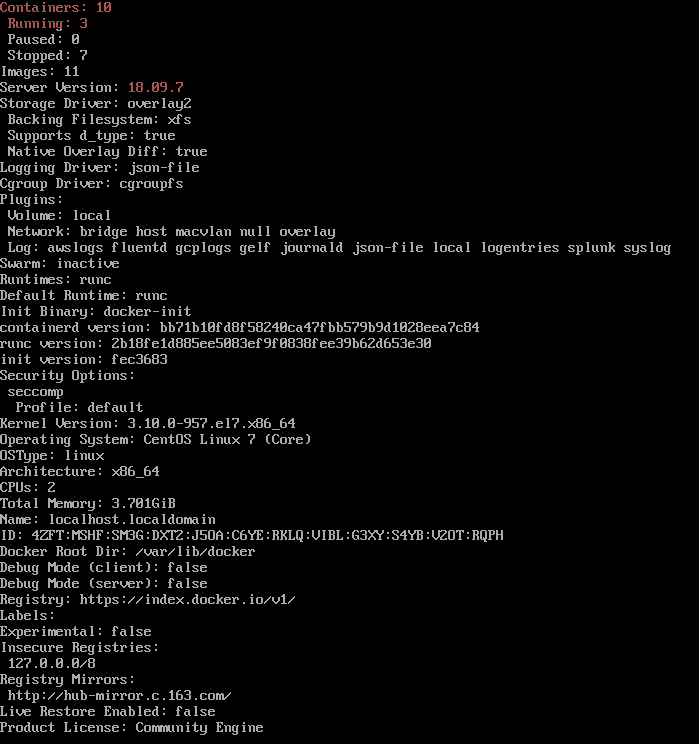 Containers: 10
 Running: 3
 Paused: 0
 Stopped: 7
Images: 11
Server Version: 18.09.7
Storage Driver: overlay2
 Backing Filesystem: xfs
 Supports d_type: true
 Native Overlay Diff: true
Logging Driver: json-file
Cgroup Driver: cgroupfs
Plugins:
 Volume: local
 Network: bridge host macvlan null overlay
 Log: awslogs fluentd gcplogs gelf journald json-file local logentries splunk syslog
Swarm: inactive
Runtimes: runc
Default Runtime: runc
Init Binary: docker-init
containerd version: bb71b10fd8f58240ca47fbb579b9d1028eea7c84
runc version: 2b18fe1d885ee5083ef9f0838fee39b62d653e30
init version: fec3683
Security Options:
 seccomp
  Profile: default
Kernel Version: 3.10.0-957.el7.x86_64
Operating System: CentOS Linux 7 (Core)
OSType: linux
Architecture: x86_64
CPUs: 2
Total Memory: 3.701GiB
Name: localhost.localdomain
ID: 4ZFT:MSHF:SM3G:DXT2:J5OA:C6YE:RKLQ:VIBL:G3XY:S4YB:V2OT:RQPH
Docker Root Dir: /var/lib/docker
Debug Mode (client): false
Debug Mode (server): false
Registry: https://index.docker.io/v1/
Labels:
Experimental: false
Insecure Registries:
 127.0.0.0/8
Registry Mirrors:
 http://hub-mirror.c.163.com/
Live Restore Enabled: false
Product License: Community Engine